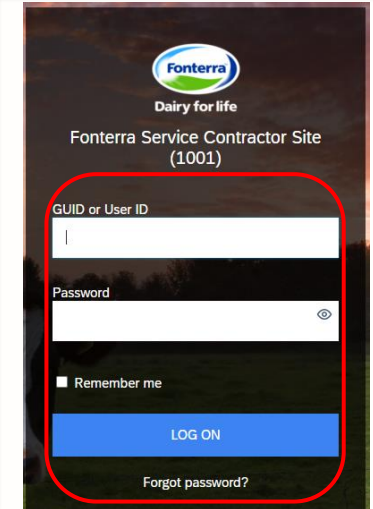 Fonterra
Dairy for life
Fonterra Service Contractor Site
(1001)
GUID or User ID
Password
Remember me
LOG ON
Forgot password?